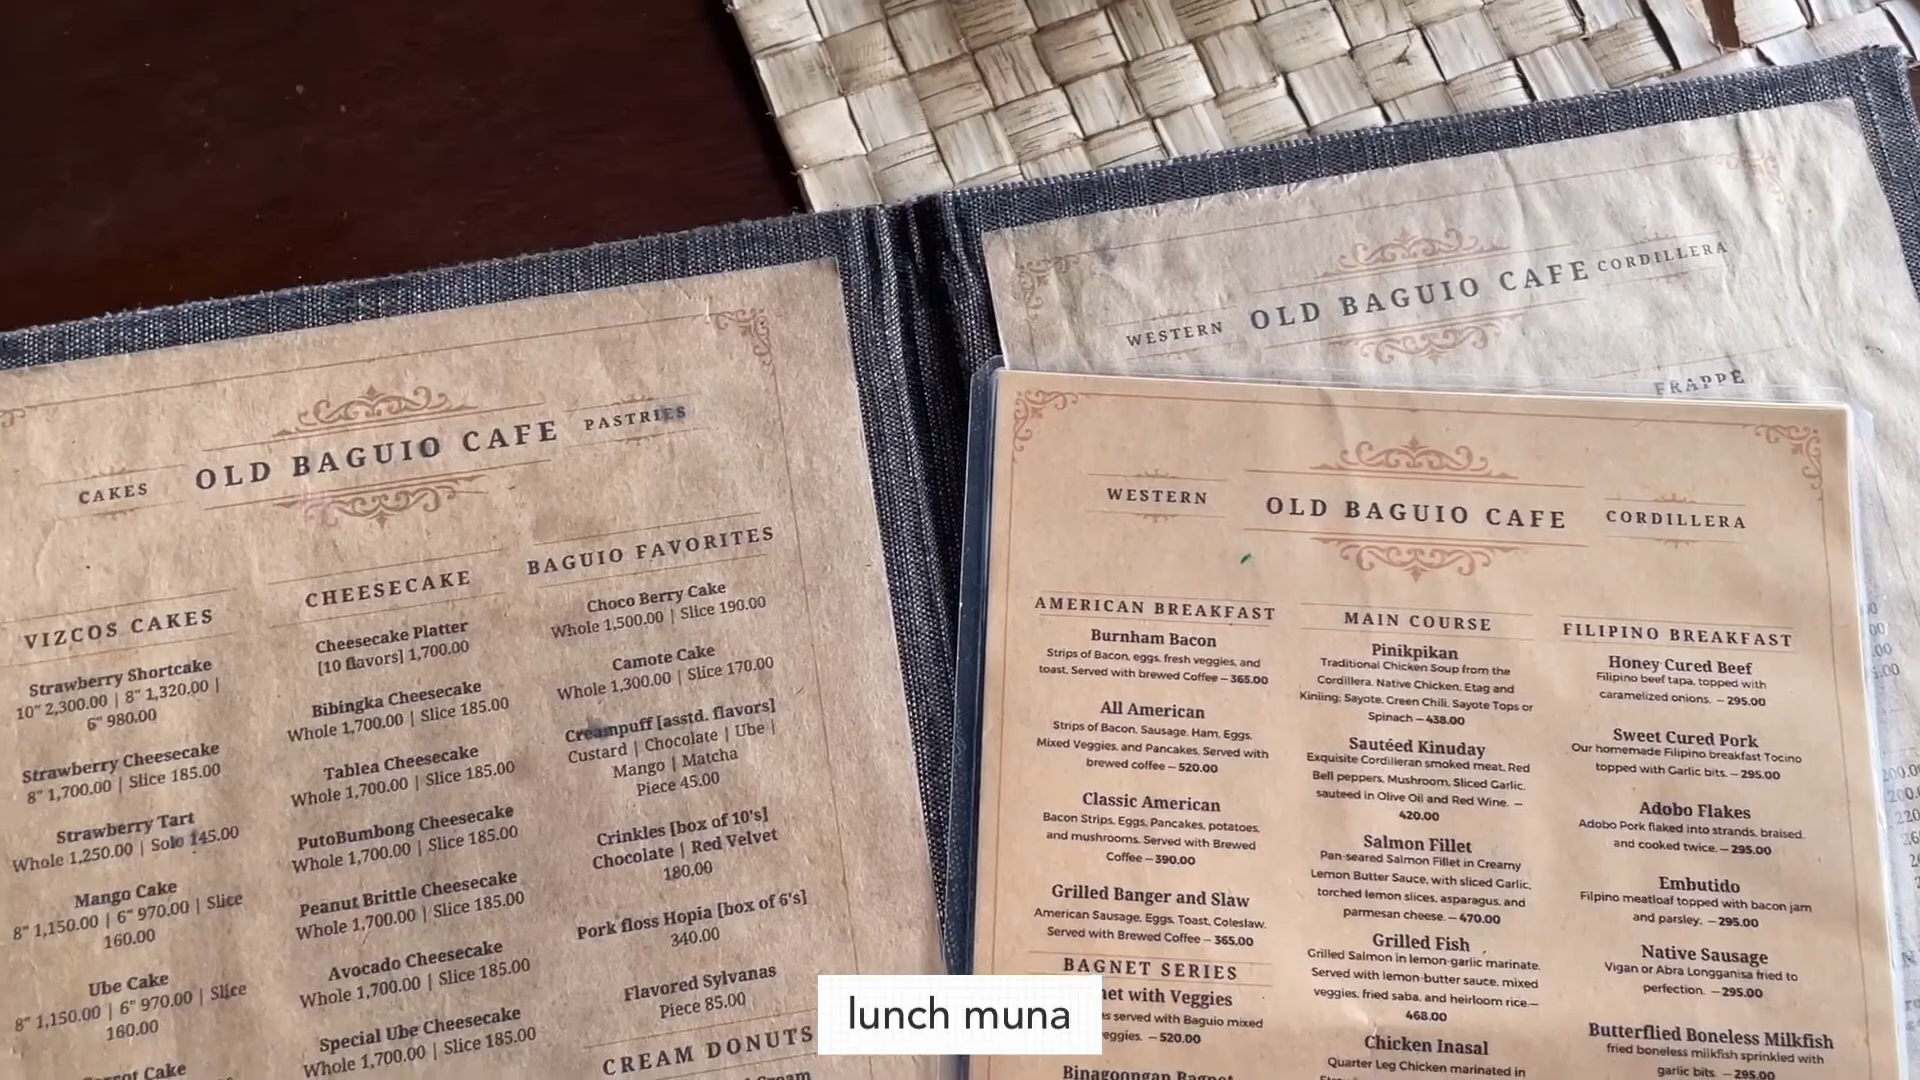 CAKES
OLD BAGUIO CAFE
PASTRIES
VIZCOS CAKES
Strawberry Shortcake
10" 2,300.00 | 8" 1,320.00 |
6" 980.00
Strawberry Cheesecake
8" 1,700.00 | Slice 185.00
Strawberry Tart
Whole 1,250.00 | Solo 145.00
Mango Cake
8" 1,150.00 | 6" 970.00 | Slice
160.00
Ube Cake
8" 1,150.00 | 6" 970.00 | Slice
160.00
Cake
CHEESECAKE
Cheesecake Platter
[10 flavors] 1,700.00
Bibingka Cheesecake
Whole 1,700.00 | Slice 185.00
Tablea Cheesecake
Whole 1,700.00 | Slice 185.00
PutoBumbong Cheesecake
Whole 1,700.00 | Slice 185.00
Peanut Brittle Cheesecake
Whole 1,700.00 | Slice 185.00
Avocado Cheesecake
Whole 1,700.00 | Slice 185.00
Special Ube Cheesecake
Whole 1,700.00 | Slice 185.00
BAGUIO FAVORITES
Choco Berry Cake
Whole 1,500.00 | Slice 190.00
Camote Cake
Whole 1,300.00 | Slice 170.00
Creampuff [asstd. flavors]
Custard | Chocolate | Ube |
Mango | Matcha
Piece 45.00
Crinkles [box of 10's]
Chocolate | Red Velvet
180.00
Pork floss Hopia [box of 6's]
340.00
Flavored Sylvanas
Piece 85.00
CREAM DONUTS
WESTERN
OLD BAGUIO CAFE
CORDILLERA
FRAPPÉ
WESTERN
OLD BAGUIO CAFE
CORDILLERA
AMERICAN BREAKFAST
Burnham Bacon
Strips of Bacon, eggs, fresh veggies, and
toast, Served with brewed Coffee – 365.00
All American
Strips of Bacon, Sausage, Ham, Eggs,
Mixed Veggies, and Pancakes, Served with
brewed coffee – 520.00
Classic American
Bacon Strips, Eggs, Pancakes, potatoes,
and mushrooms. Served with Brewed
Coffee – 390.00
Grilled Banger and Slaw
American Sausage, Eggs, Toast, Coleslaw.
Served with Brewed Coffee – 365.00
BAGNET SERIES
with Veggies
served with Baguio mixed
– 520.00
Binagoongan Bagnet
MAIN COURSE
Pinikpikan
Traditional Chicken Soup from the
Cordillera. Native Chicken, Etag and
Kiniing; Sayote, Green Chili, Sayote Tops or
Spinach – 438.00
Sautéed Kinuday
Exquisite Cordilleran smoked meat, Red
Bell peppers, Mushroom, Sliced Garlic,
sauteed in Olive Oil and Red Wine. –
420.00
Salmon Fillet
Pan-seared Salmon Fillet in Creamy
Lemon Butter Sauce, with sliced Garlic,
torched lemon slices, asparagus, and
parmesan cheese. – 470.00
Grilled Fish
Grilled Salmon in lemon-garlic marinate.
Served with lemon-butter sauce, mixed
veggies, fried saba, and heirloom rice.–
468.00
Chicken Inasal
Quarter Leg Chicken marinated in
FILIPINO BREAKFAST
Honey Cured Beef
Filipino beef tapa, topped with
caramelized onions. – 295.00
Sweet Cured Pork
Our homemade Filipino breakfast Tocino
topped with Garlic bits. – 295.00
Adobo Flakes
Adobo Pork flaked into strands, braised,
and cooked twice. – 295.00
Embutido
Filpino meatloaf topped with bacon jam
and parsley. – 295.00
Native Sausage
Vigan or Abra Longganisa fried to
perfection. – 295.00
Butterflied Boneless Milkfish
fried boneless milkfish sprinkled with
garlic bits. – 295.00
lunch muna